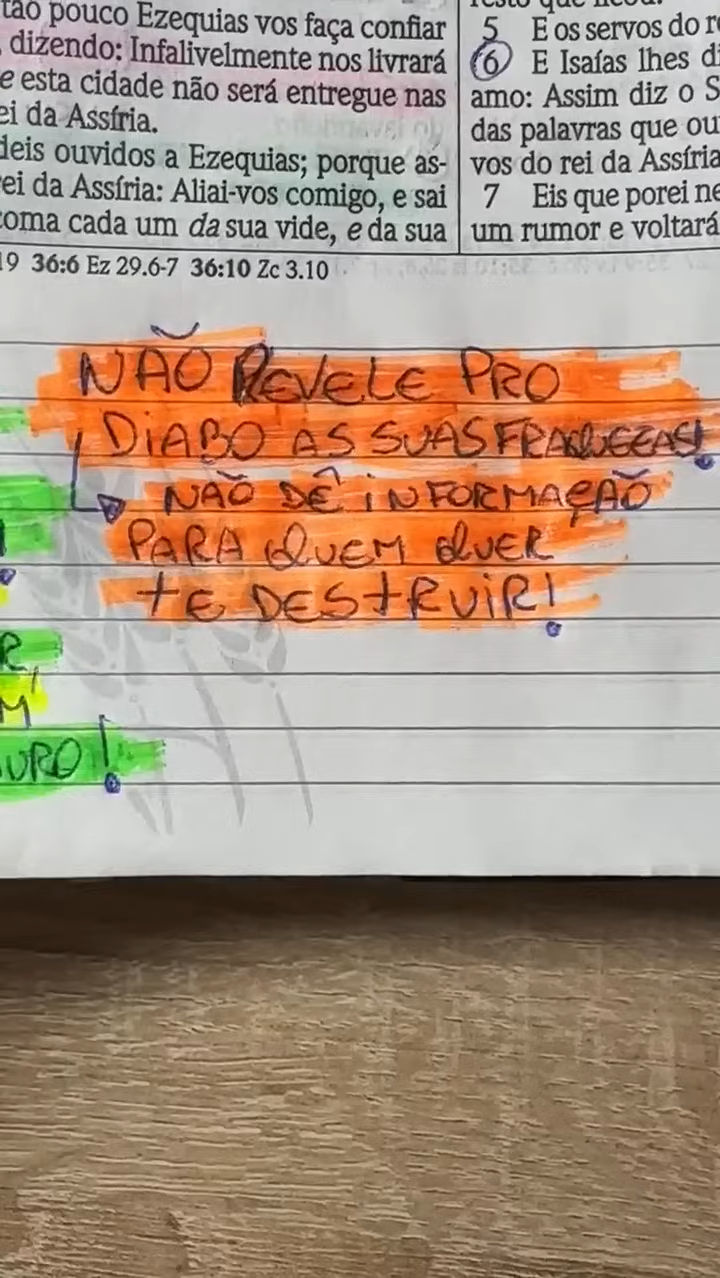 tão pouco Ezequias vos faça confiar
, dizendo: Infalivelmente nos livrará
e esta cidade não será entregue nas
ei da Assíria.
deis ouvidos a Ezequias; porque as-
rei da Assíria: Aliai-vos comigo, e sai
coma cada um da sua vide, e da sua
19 36:6 Ez 29.6-7 36:10 Zc 3.10
5 E os servos do r
6 E Isaías lhes di
amo: Assim diz o S
das palavras que ou
vos do rei da Assíria
7 Eis que porei ne
um rumor e voltará
NÃO REVELE PRO
DIABO AS SUAS FRAQUEZAS!
NÃO DÊ INFORMAÇÃO
PARA QUEM QUER
TE DESTRUIR!
R
M
URO!